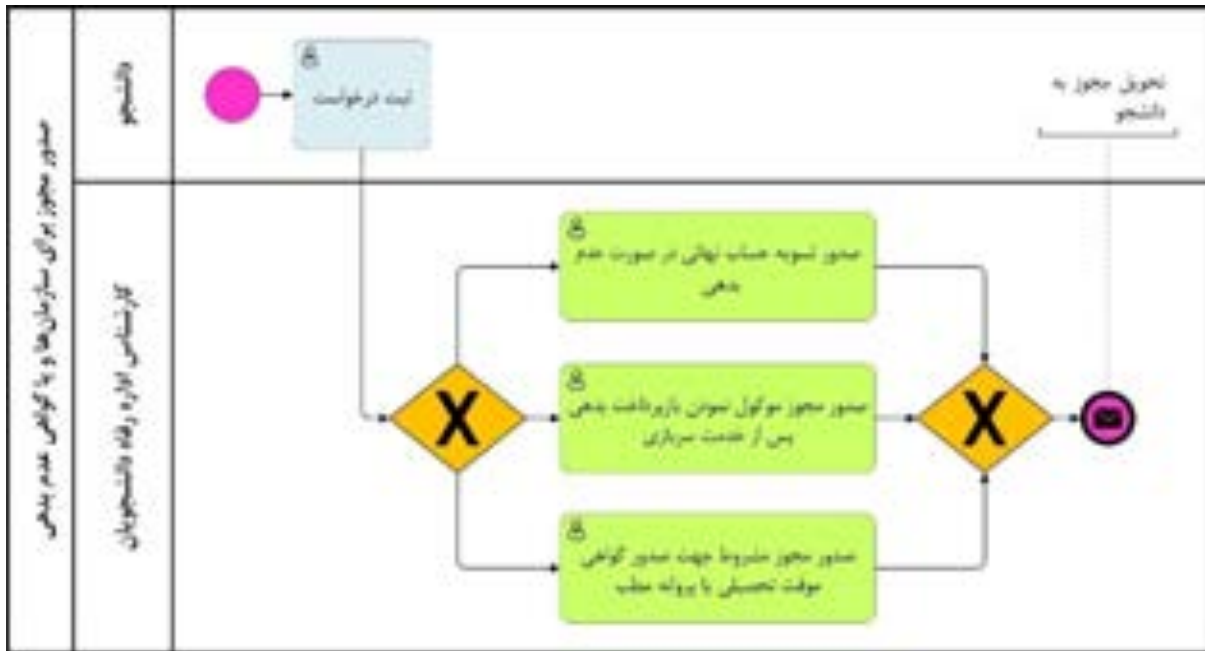 صدور مجوز برای سازمان‌ها و یا گواهی عدم بدهی
دانشجو
ثبت درخواست
تحویل مجوز به
دانشجو
کارشناس اداره رفاه دانشجویان
صدور تسویه حساب نهائی در صورت عدم
بدهی
صدور مجوز موکول نمودن بازپرداخت بدهی
پس از خدمت سربازی
صدور مجوز مشروط جهت صدور گواهی
موقت تحصیلی یا پروانه مطب